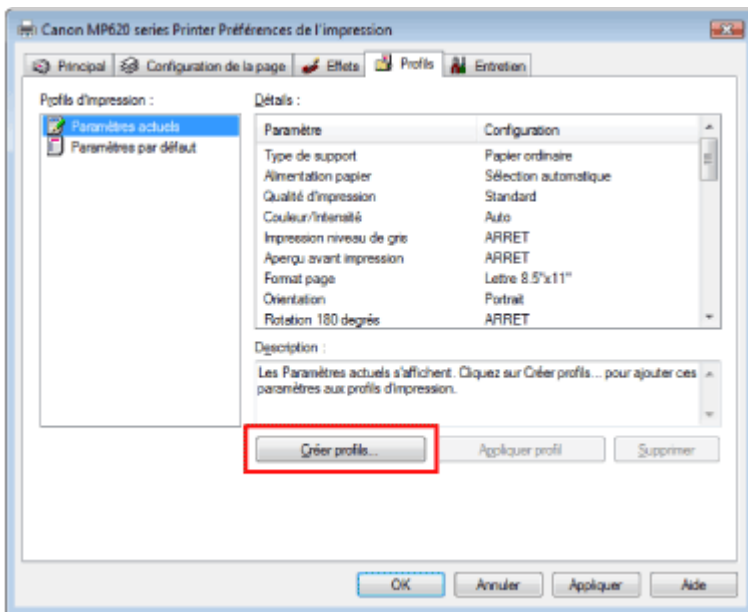 Canon MP620 series Printer Préférences de l'impression
Principal Configuration de la page Effets Profils Entretien
Profils d'impression :
Paramètres actuels
Paramètres par défaut
Détails :
Paramètre Configuration
Type de support Papier ordinaire
Alimentation papier Sélection automatique
Qualité d'impression Standard
Couleur/Intensité Auto
Impression niveau de gris ARRET
Aperçu avant impression ARRET
Format page Lettre 8.5"x11"
Orientation Portrait
Rotation 180 degrés ARRET
Description :
Les Paramètres actuels s'affichent. Cliquez sur Créer profils... pour ajouter ces
paramètres aux profils d'impression.
Créer profils... Appliquer profil Supprimer
OK Annuler Appliquer Aide